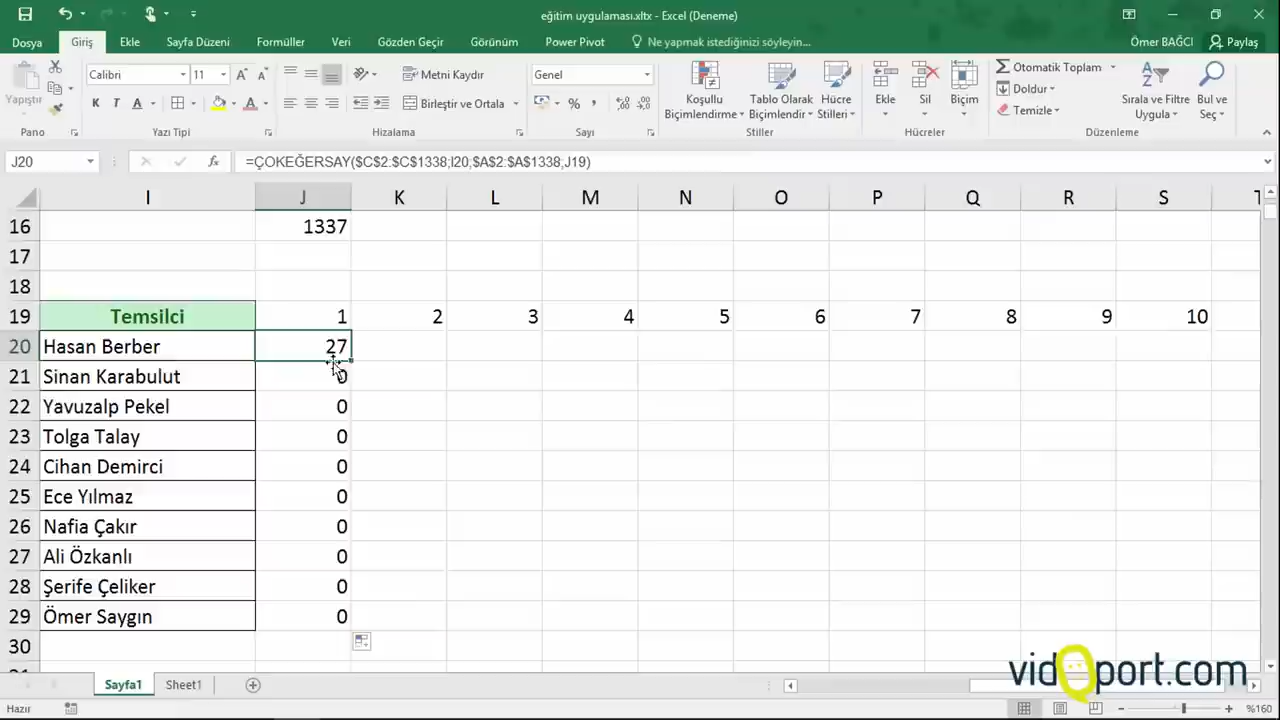 eğitim uygulaması.xltx - Excel (Deneme)
Dosya Giriş Ekle Sayfa Düzeni Formüller Veri Gözden Geçir Görünüm Power Pivot Ne yapmak istediğinizi söyleyin... Ömer BAĞCI Paylaş
Yapıştır
Pano
Calibri 11
K T A A
Yazı Tipi
Metni Kaydır
Birleştir ve Ortala
Hizalama
Genel
%
Sayı
Koşullu Biçimlendirme
Tablo Olarak Biçimlendir
Hücre Stilleri
Stiller
Ekle Sil Biçim
Hücreler
Otomatik Toplam
Doldur
Temizle
Sırala ve Filtre Uygula
Bul ve Seç
Düzenleme
J20 fx =ÇOKEĞERSAY($C$2:$C$1338;I20;$A$2:$A$1338;J19)
I J K L M N O P Q R S T
16 1337
17
18
19 Temsilci 1 2 3 4 5 6 7 8 9 10
20 Hasan Berber 27
21 Sinan Karabulut 0
22 Yavuzalp Pekel 0
23 Tolga Talay 0
24 Cihan Demirci 0
25 Ece Yılmaz 0
26 Nafia Çakır 0
27 Ali Özkanlı 0
28 Şerife Çeliker 0
29 Ömer Saygın 0
30
vidQport.com
Sayfa1 Sheet1
Hazır %160